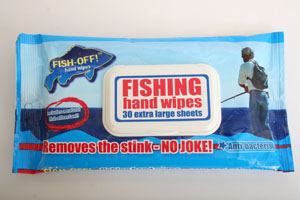 FISH-OFF!
hand wipes
FISHING
hand wipes
30 extra large sheets
Removes the stink - NO JOKE!
Anti-bacterial